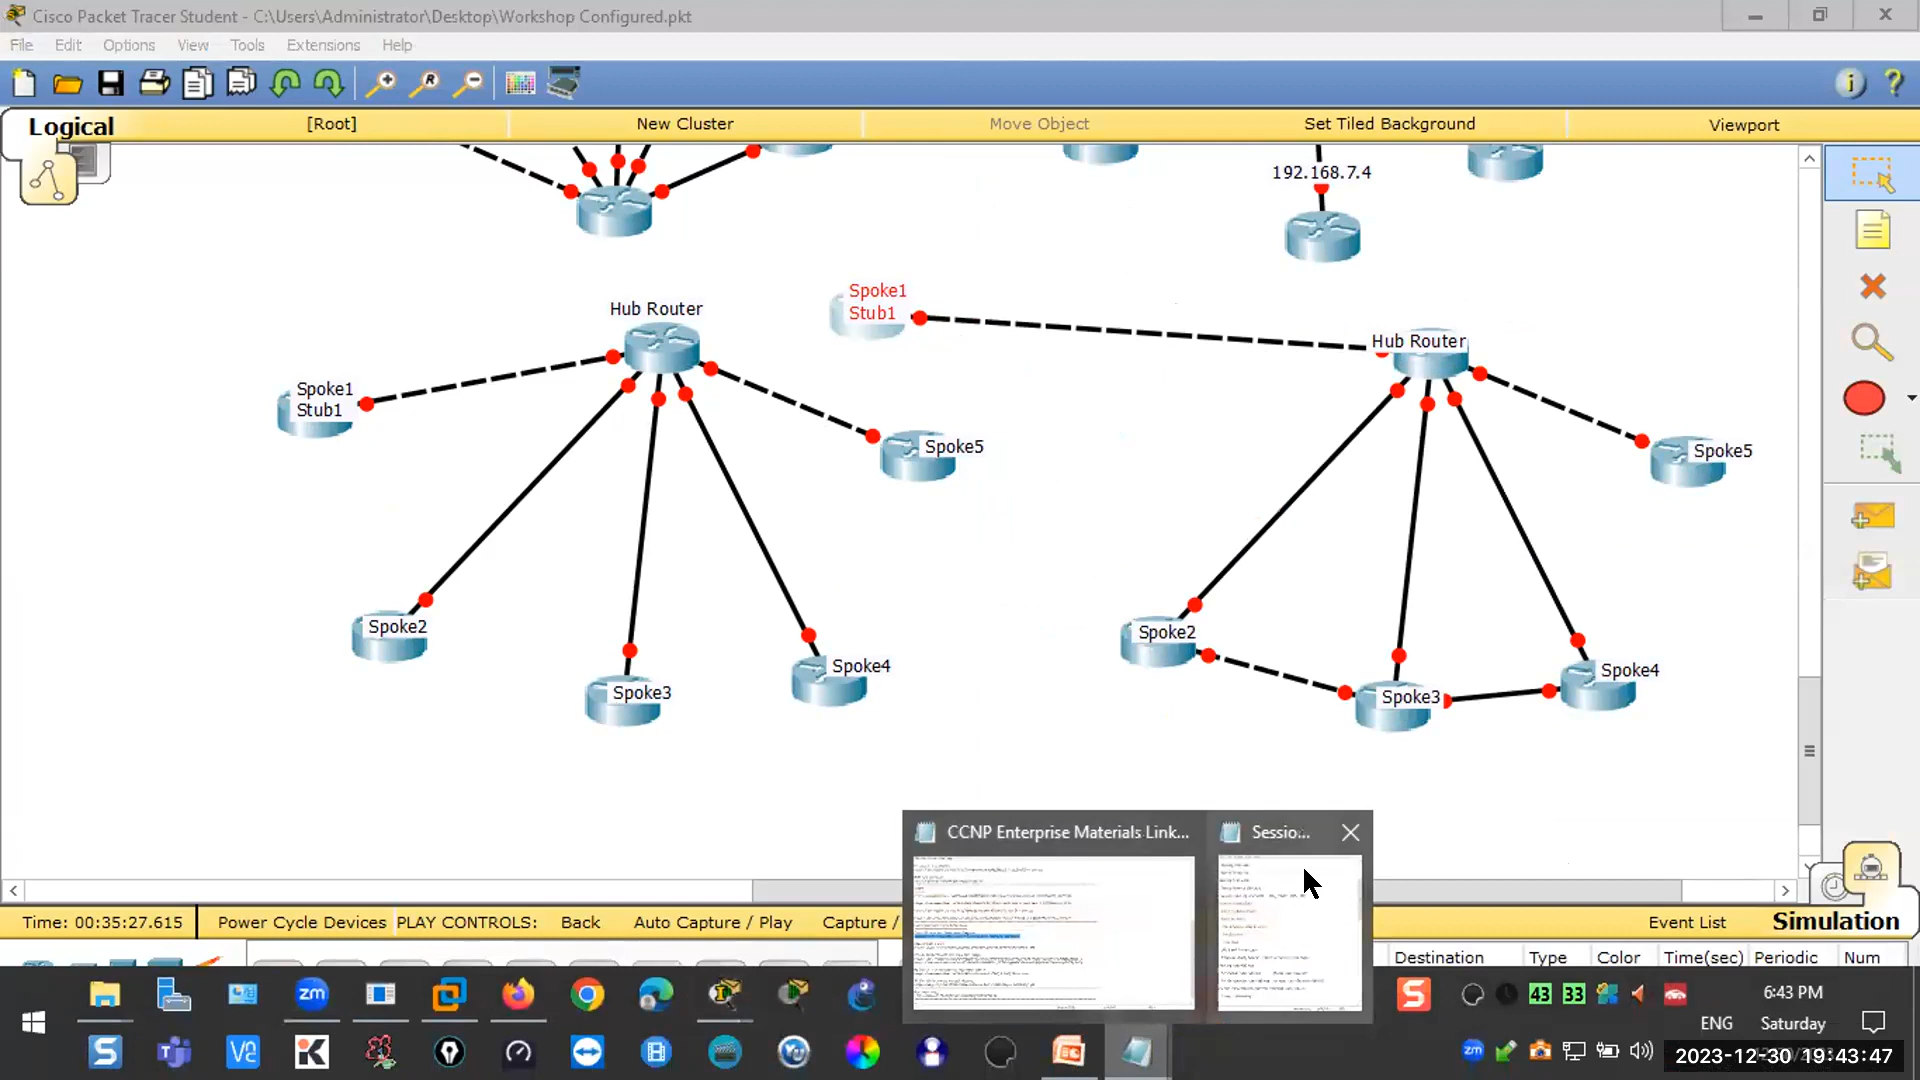 Cisco Packet Tracer Student - C:\Users\Administrator\Desktop\Workshop Configured.pkt
File Edit Options View Tools Extensions Help
Logical [Root] New Cluster Move Object Set Tiled Background Viewport
192.168.7.4
Hub Router
Spoke1
Stub1
Hub Router
Spoke1
Stub1
Spoke5
Spoke5
Spoke2
Spoke3
Spoke4
Spoke2
Spoke3
Spoke4
CCNP Enterprise Materials Link...
Sessio...
Time: 00:35:27.615 Power Cycle Devices PLAY CONTROLS: Back Auto Capture / Play Capture / Event List Simulation
Destination Type Color Time(sec) Periodic Num
zm
43 33
6:43 PM
ENG Saturday
2023-12-30 19:43:47